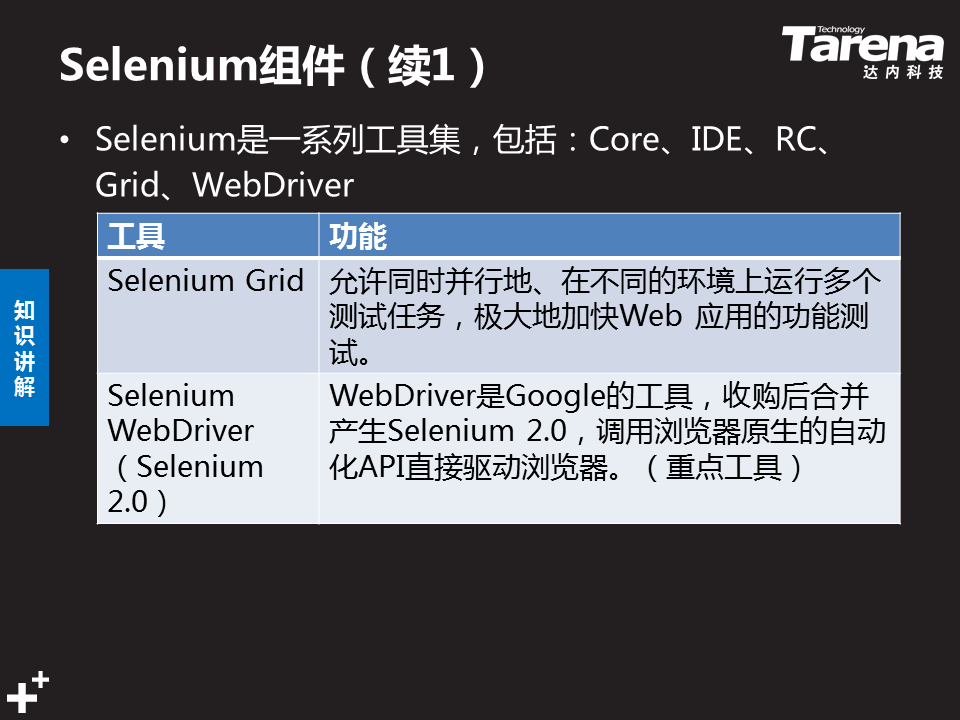 Selenium组件（续1）
Technology
Tarena
达内科技
• Selenium是一系列工具集，包括：Core、IDE、RC、
Grid、WebDriver
工具
功能
Selenium Grid
允许同时并行地、在不同的环境上运行多个
测试任务，极大地加快Web 应用的功能测
试。
Selenium
WebDriver
（Selenium
2.0）
WebDriver是Google的工具，收购后合并
产生Selenium 2.0，调用浏览器原生的自动
化API直接驱动浏览器。（重点工具）
知
识
讲
解